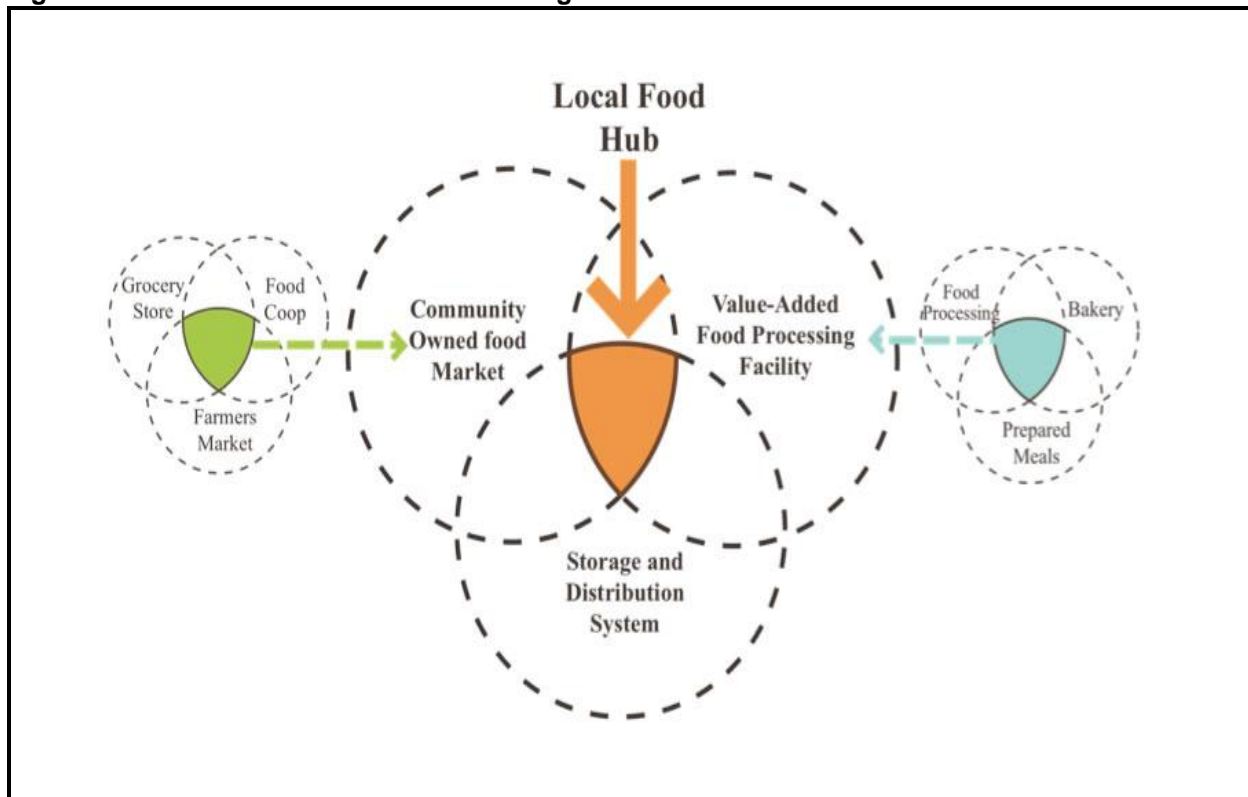 Local Food
Hub
Grocery
Store
Food
Coop
Farmers
Market
Community
Owned food
Market
Value-Added
Food Processing
Facility
Storage and
Distribution
System
Food
Processing
Bakery
Prepared
Meals